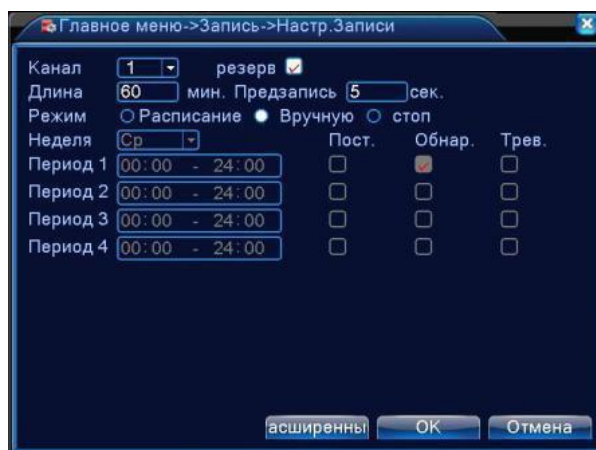 Главное меню->Запись->Настр.Записи
Канал 1 резерв
Длина 60 мин. Предзапись 5 сек.
Режим Расписание Вручную стоп
Неделя Ср Пост. Обнар. Трев.
Период 1 00:00 - 24:00
Период 2 00:00 - 24:00
Период 3 00:00 - 24:00
Период 4 00:00 - 24:00
асширенны OK Отмена